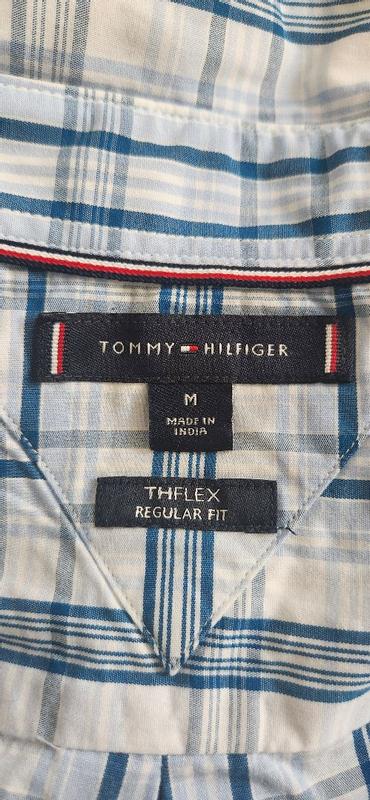 TOMMY HILFIGER
M
MADE IN
INDIA
THFLEX
REGULAR FIT